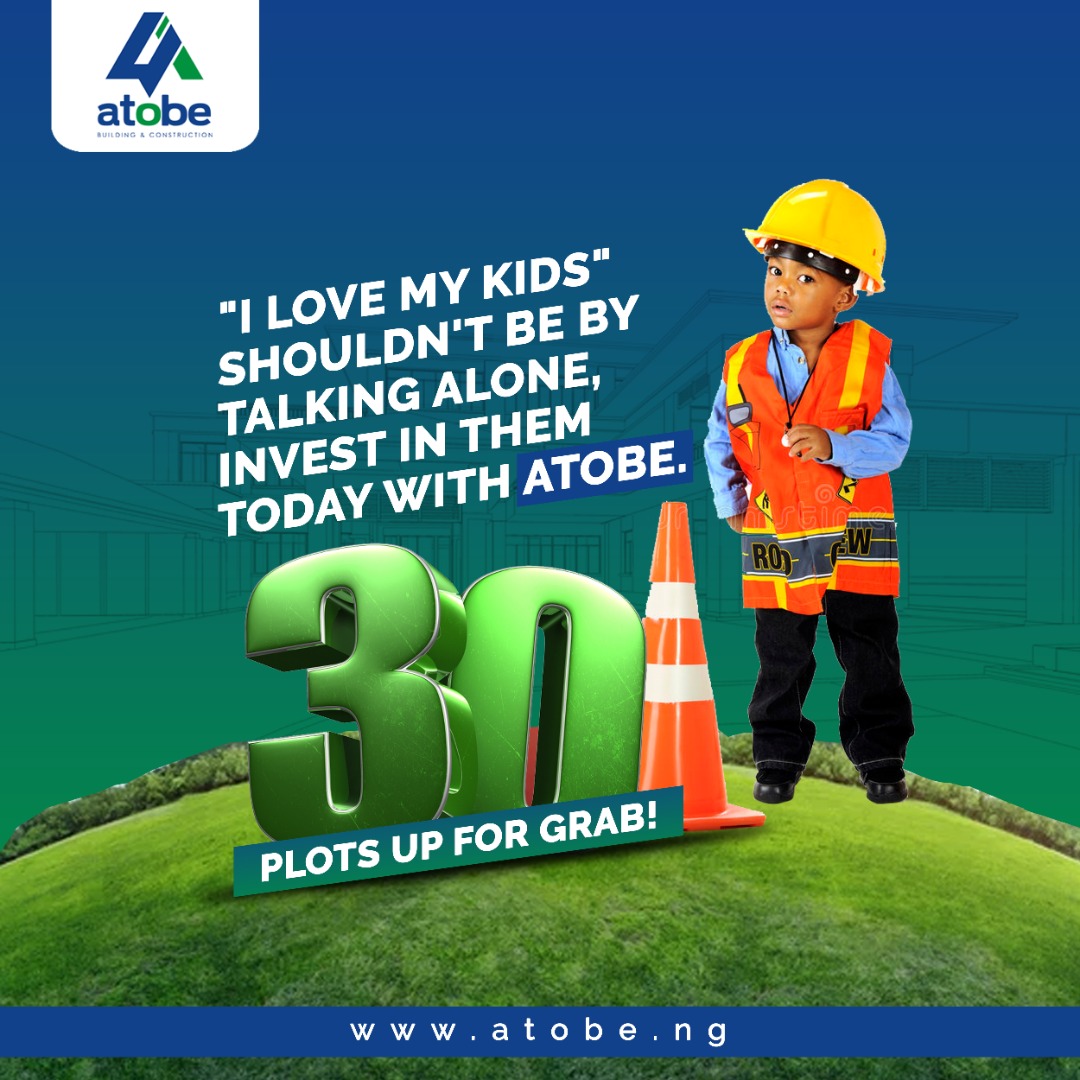 atobe
BUILDING & CONSTRUCTION
"I LOVE MY KIDS"
SHOULDN'T BE BY
TALKING ALONE,
INVEST IN THEM
TODAY WITH ATOBE.
30
PLOTS UP FOR GRAB!
www.atobe.ng